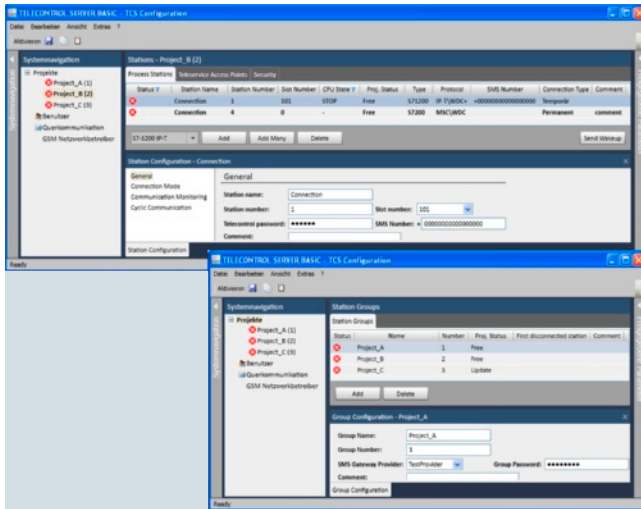 TELECONTROL SERVER BASIC - TCS Configuration
Datei Bearbeiten Ansicht Extras ?
Aktivieren
Systemnavigation
Projekte
Project_A (1)
Project_B (2)
Project_C (3)
Benutzer
Querkommunikation
GSM Netzwerkbetreiber
Stations - Project_B (2)
Process Stations Teleservice Access Points Security
Status Station Name Station Number Slot Number CPU State Proj. Status Type Protocol SMS Number Connection Type Comment
Connection 1 101 STOP Free S71200 Temporär
Connection 4 0 - Free S7200 MSC\WDC Permanent comment
S7-1200 IP-T Add Add Many Delete Send Wakeup
Station Configuration - Connection
General
Connection Mode
Communication Monitoring
Cyclic Communication
General
Station name: Connection
Station number: 1 Slot number: 101
Telecontrol password: ●●●●●● SMS Number: +
Comment:
Station Configuration
Ready
TELECONTROL SERVER BASIC - TCS Configuration
Datei Bearbeiten Ansicht Extras ?
Aktivieren
Systemnavigation
Projekte
Project_A (1)
Project_B (2)
Project_C (3)
Benutzer
Querkommunikation
GSM Netzwerkbetreiber
Station Groups
Station Groups
Status Name Number Proj. Status First disconnected station Comment
Project_A 1 Free
Project_B 2 Free
Project_C 3 Update
Add Delete
Group Configuration - Project_A
Group Name: Project_A
Group Number: 1
SMS Gateway Provider: TestProvider Group Password: ●●●●●●●●
Comment:
Group Configuration
Ready